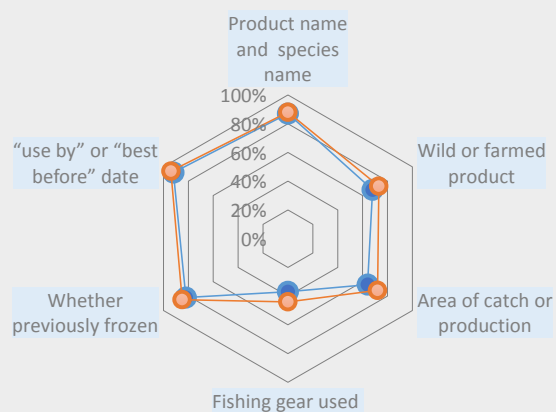 Product name
and species
name
100%
80%
60%
40%
20%
0%
Wild or farmed
product
Area of catch or
production
Fishing gear used
Whether
previously frozen
“use by” or “best
before” date